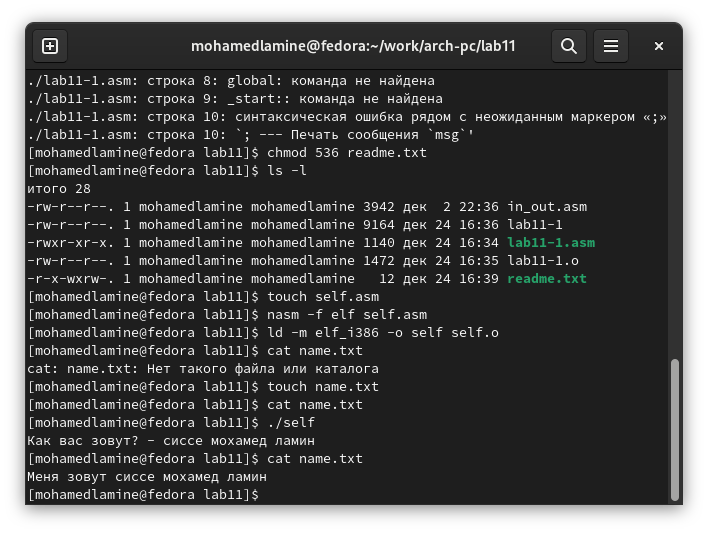 mohamedlamine@fedora:~/work/arch-pc/lab11
./lab11-1.asm: строка 8: global: команда не найдена
./lab11-1.asm: строка 9: _start:: команда не найдена
./lab11-1.asm: строка 10: синтаксическая ошибка рядом с неожиданным маркером «;»
./lab11-1.asm: строка 10: `; --- Печать сообщения `msg`'
[mohamedlamine@fedora lab11]$ chmod 536 readme.txt
[mohamedlamine@fedora lab11]$ ls -l
итого 28
-rw-r--r--. 1 mohamedlamine mohamedlamine 3942 дек  2 22:36 in_out.asm
-rw-r--r--. 1 mohamedlamine mohamedlamine 9164 дек 24 16:36 lab11-1
-rwxr-xr-x. 1 mohamedlamine mohamedlamine 1140 дек 24 16:34 lab11-1.asm
-rw-r--r--. 1 mohamedlamine mohamedlamine 1472 дек 24 16:35 lab11-1.o
-r-x-wxrw-. 1 mohamedlamine mohamedlamine   12 дек 24 16:39 readme.txt
[mohamedlamine@fedora lab11]$ touch self.asm
[mohamedlamine@fedora lab11]$ nasm -f elf self.asm
[mohamedlamine@fedora lab11]$ ld -m elf_i386 -o self self.o
[mohamedlamine@fedora lab11]$ cat name.txt
cat: name.txt: Нет такого файла или каталога
[mohamedlamine@fedora lab11]$ touch name.txt
[mohamedlamine@fedora lab11]$ cat name.txt
[mohamedlamine@fedora lab11]$ ./self
Как вас зовут? - сиссе мохамед ламин
[mohamedlamine@fedora lab11]$ cat name.txt
Меня зовут сиссе мохамед ламин
[mohamedlamine@fedora lab11]$